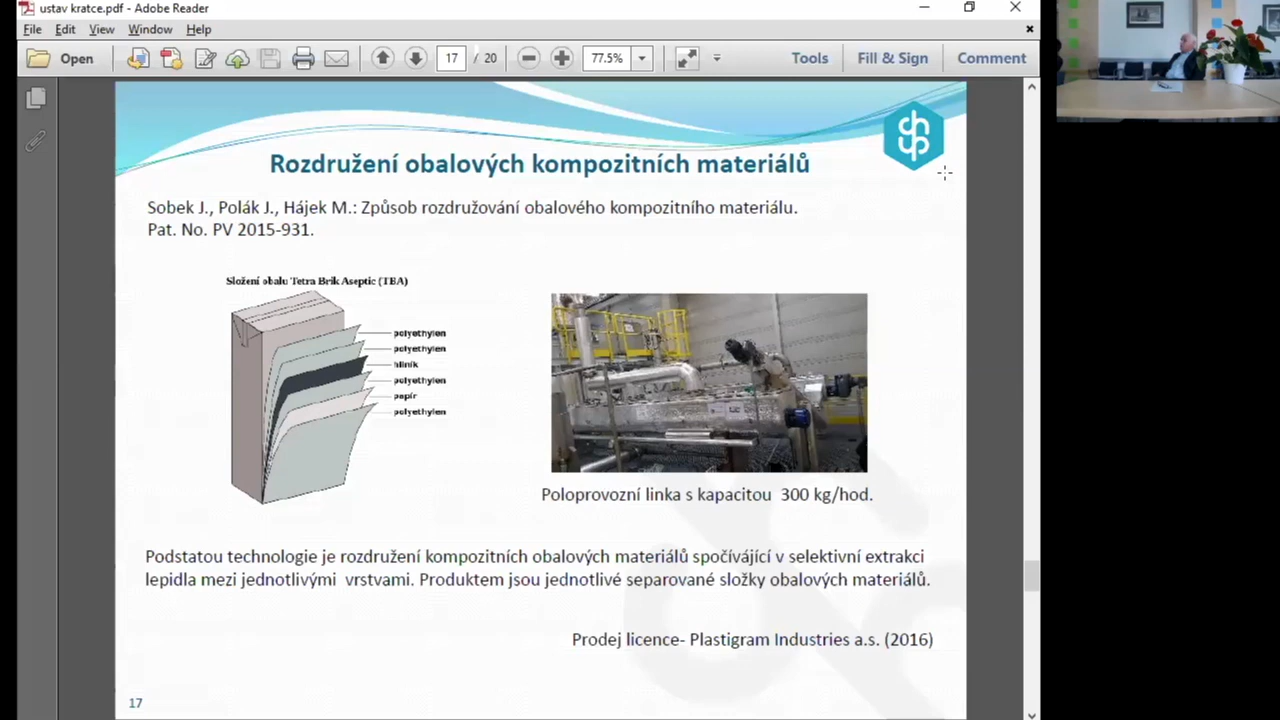 ustav kratce.pdf - Adobe Reader
File Edit View Window Help
Open 17 / 20 77.5% Tools Fill & Sign Comment
Rozdružení obalových kompozitních materiálů
Sobek J., Polák J., Hájek M.: Způsob rozdružování obalového kompozitního materiálu.
Pat. No. PV 2015-931.
Složení obalu Tetra Brik Aseptic (TBA)
polyethylen
polyethylen
hliník
polyethylen
papír
polyethylen
Poloprovozní linka s kapacitou 300 kg/hod.
Podstatou technologie je rozdružení kompozitních obalových materiálů spočívající v selektivní extrakci
lepidla mezi jednotlivými vrstvami. Produktem jsou jednotlivé separované složky obalových materiálů.
Prodej licence- Plastigram Industries a.s. (2016)
17